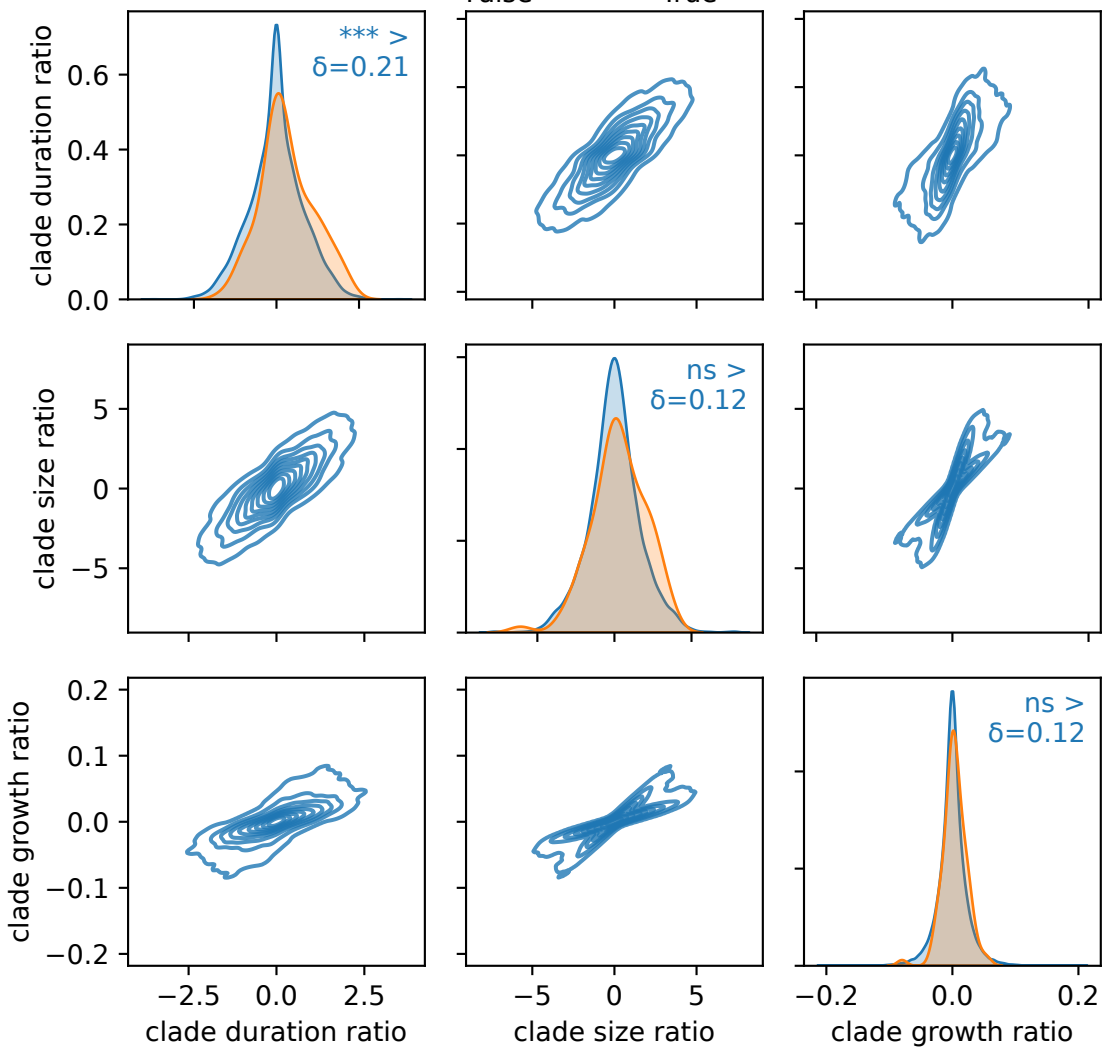 clade duration ratio
0.6
0.4
0.2
0.0
*** >
δ=0.21
clade size ratio
5
0
−5
ns >
δ=0.12
clade growth ratio
0.2
0.1
0.0
−0.1
−0.2
ns >
δ=0.12
−2.5 0.0 2.5
clade duration ratio
−5 0 5
clade size ratio
−0.2 0.0 0.2
clade growth ratio